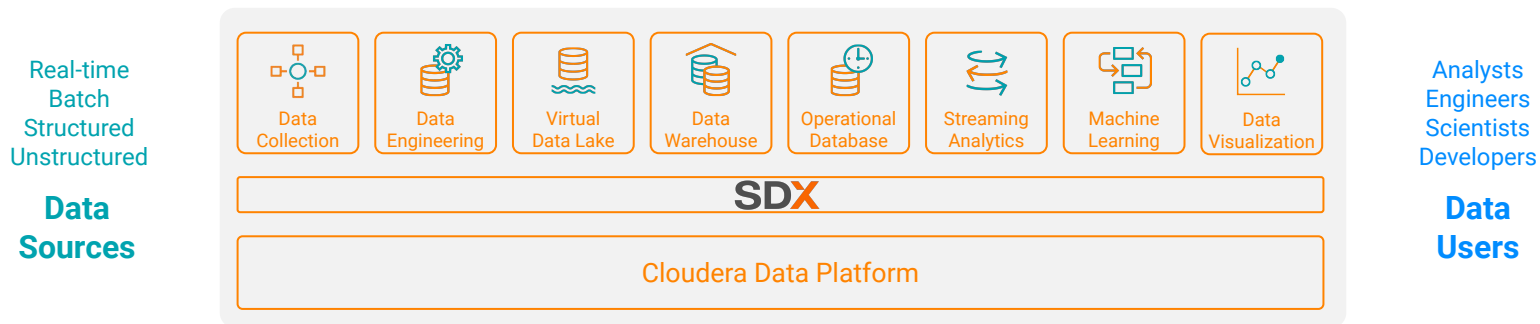 Real-time
Batch
Structured
Unstructured
Data
Sources
Data
Collection
Data
Engineering
Virtual
Data Lake
Data
Warehouse
Operational
Database
Streaming
Analytics
Machine
Learning
Data
Visualization
SDX
Cloudera Data Platform
Analysts
Engineers
Scientists
Developers
Data
Users